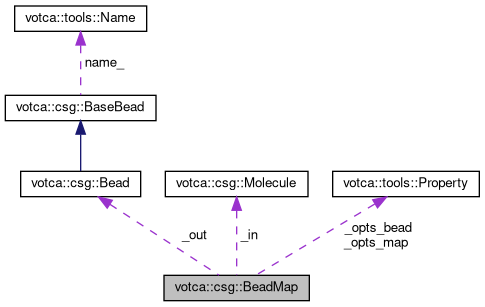 votca::tools::Name
name_
votca::csg::BaseBead
votca::csg::Bead
votca::csg::Molecule
votca::tools::Property
_out
_in
_opts_bead
_opts_map
votca::csg::BeadMap